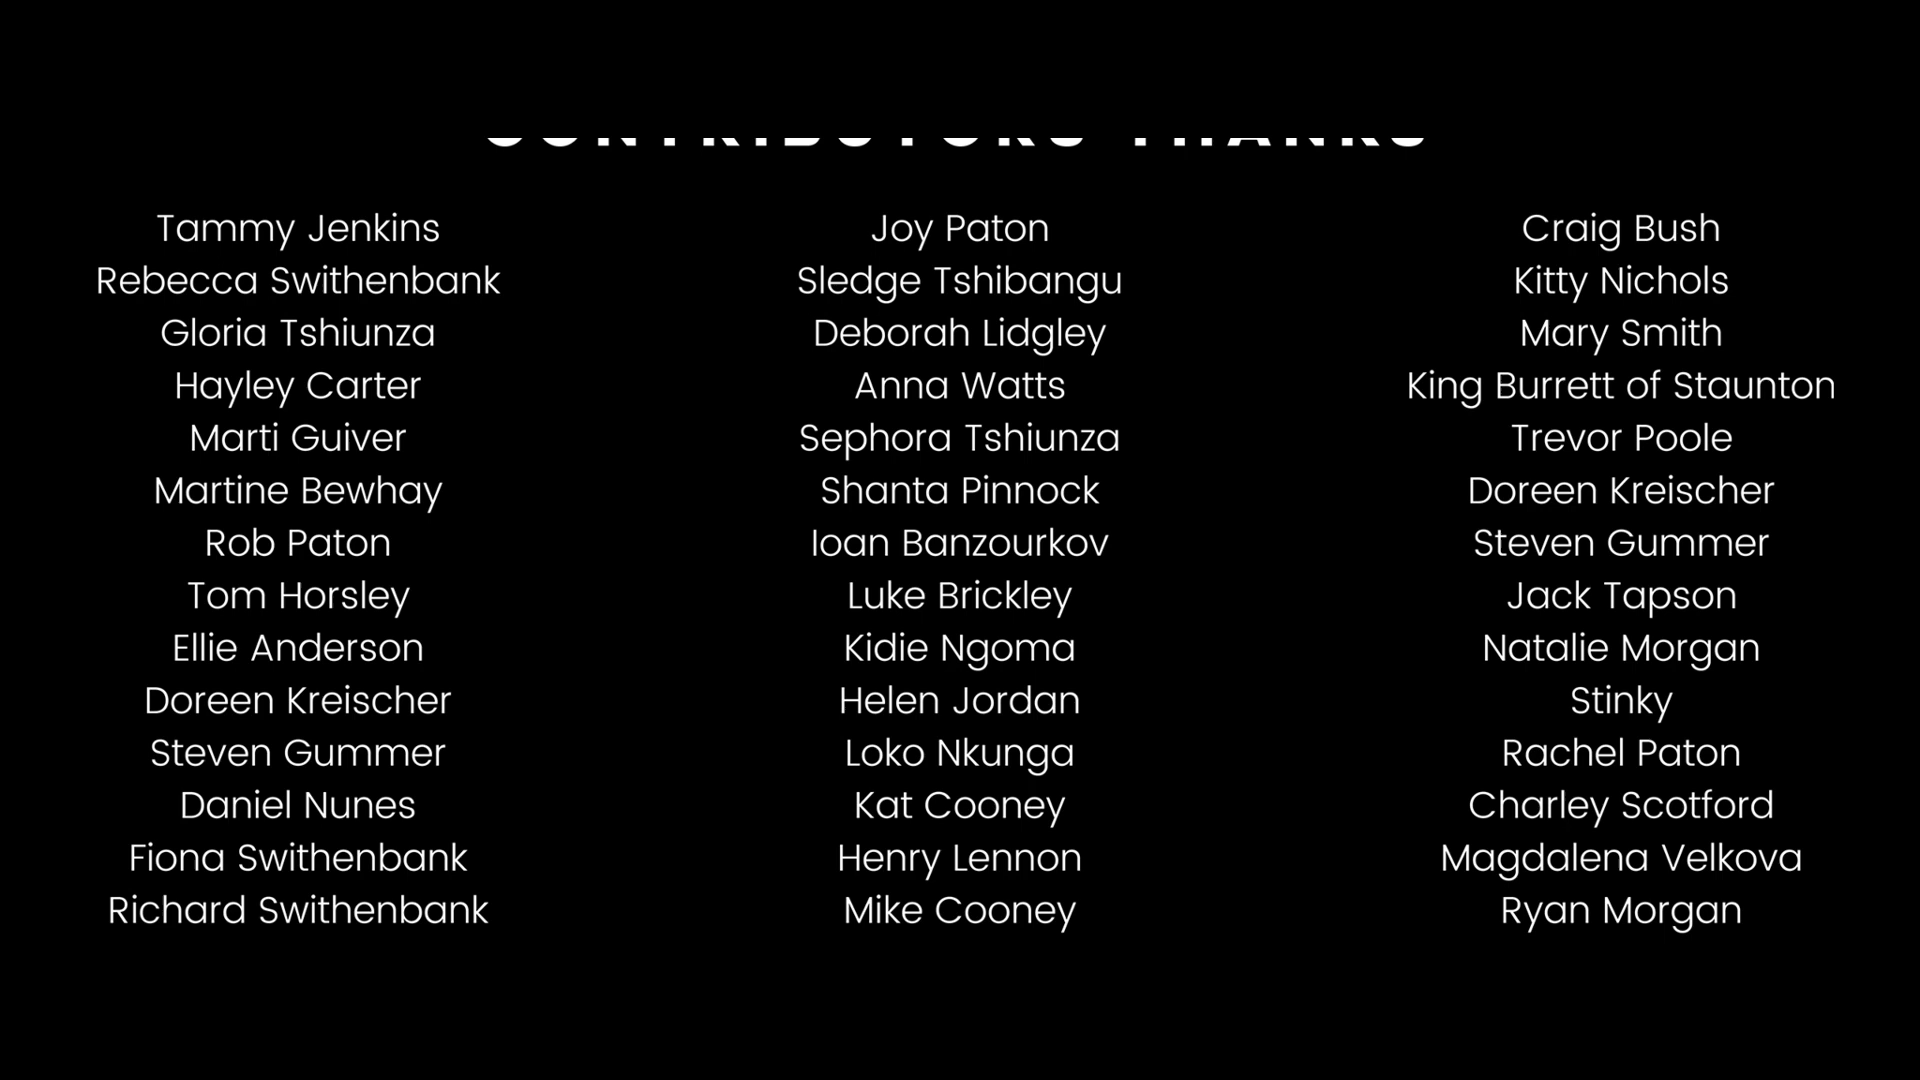 CONTRIBUTORS THANKS
Tammy Jenkins
Rebecca Swithenbank
Gloria Tshiunza
Hayley Carter
Marti Guiver
Martine Bewhay
Rob Paton
Tom Horsley
Ellie Anderson
Doreen Kreischer
Steven Gummer
Daniel Nunes
Fiona Swithenbank
Richard Swithenbank
Joy Paton
Sledge Tshibangu
Deborah Lidgley
Anna Watts
Sephora Tshiunza
Shanta Pinnock
Ioan Banzourkov
Luke Brickley
Kidie Ngoma
Helen Jordan
Loko Nkunga
Kat Cooney
Henry Lennon
Mike Cooney
Craig Bush
Kitty Nichols
Mary Smith
King Burrett of Staunton
Trevor Poole
Doreen Kreischer
Steven Gummer
Jack Tapson
Natalie Morgan
Stinky
Rachel Paton
Charley Scotford
Magdalena Velkova
Ryan Morgan